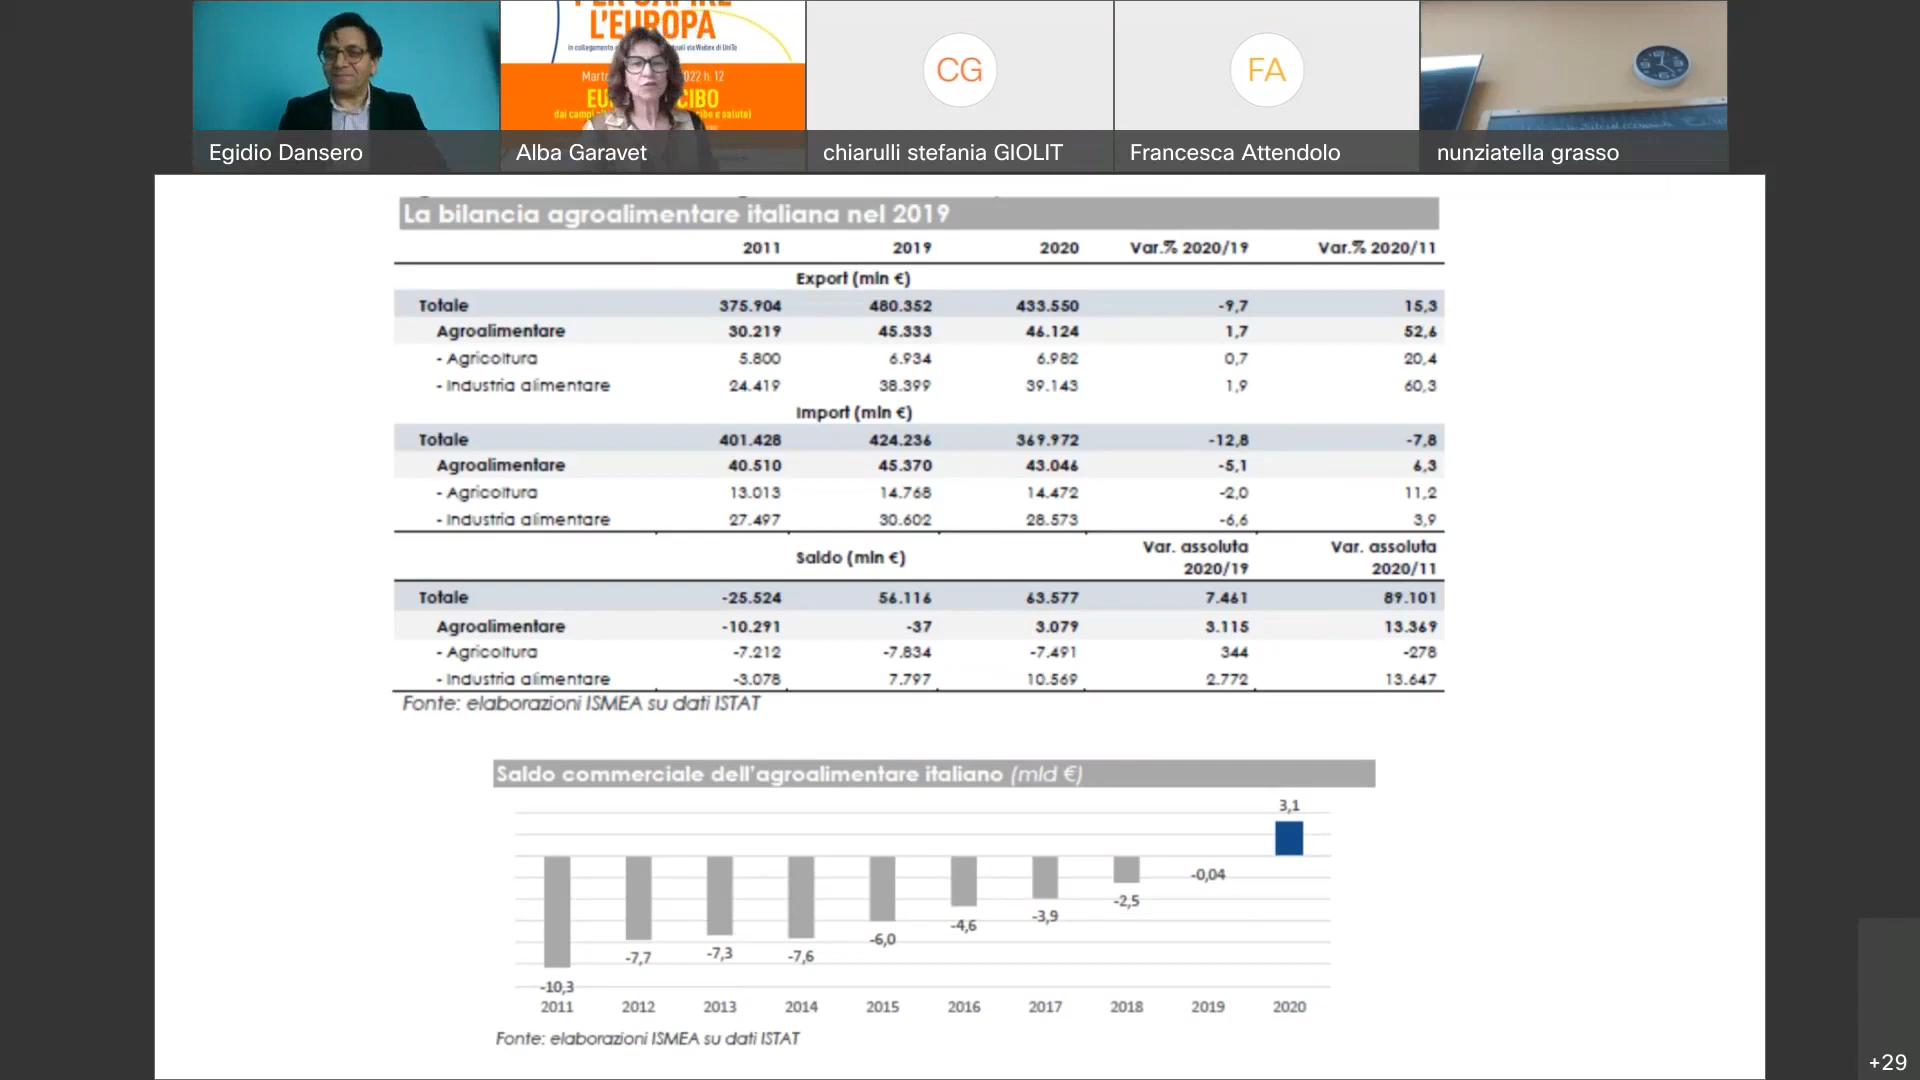 L'EUROPA
CG
FA
Egidio Dansero
Alba Garavet
chiarulli stefania GIOLIT
Francesca Attendolo
nunziatella grasso
La bilancia agroalimentare italiana nel 2019
2011 2019 2020 Var.% 2020/19 Var.% 2020/11
Export (mln €)
Totale 375.904 480.352 433.550 -9,7 15,3
Agroalimentare 30.219 45.333 46.124 1,7 52,6
- Agricoltura 5.800 6.934 6.982 0,7 20,4
- Industria alimentare 24.419 38.399 39.143 1,9 60,3
Import (mln €)
Totale 401.428 424.236 369.972 -12,8 -7,8
Agroalimentare 40.510 45.370 43.046 -5,1 6,3
- Agricoltura 13.013 14.768 14.472 -2,0 11,2
- Industria alimentare 27.497 30.602 28.573 -6,6 3,9
Saldo (mln €) Var. assoluta 2020/19 Var. assoluta 2020/11
Totale -25.524 56.116 63.577 7.461 89.101
Agroalimentare -10.291 -37 3.079 3.115 13.369
- Agricoltura -7.212 -7.834 -7.491 344 -278
- Industria alimentare -3.078 7.797 10.569 2.772 13.647
Fonte: elaborazioni ISMEA su dati ISTAT
Saldo commerciale dell'agroalimentare italiano (mld €)
-10,3 -7,7 -7,3 -7,6 -6,0 -4,6 -3,9 -2,5 -0,04 3,1
2011 2012 2013 2014 2015 2016 2017 2018 2019 2020
Fonte: elaborazioni ISMEA su dati ISTAT
+29